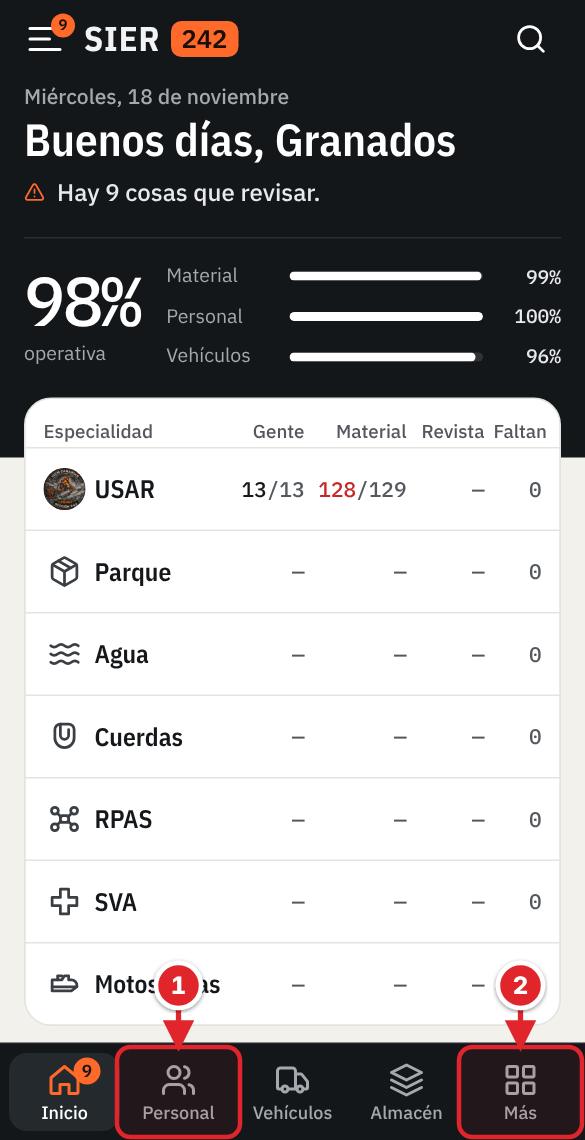 9
SIER 242
Miércoles, 18 de noviembre
Buenos días, Granados
Hay 9 cosas que revisar.
98%
operativa
Material 99%
Personal 100%
Vehículos 96%
Especialidad Gente Material Revista Faltan
USAR 13/13 128/129 – 0
Parque – – – 0
Agua – – – 0
Cuerdas – – – 0
RPAS – – – 0
SVA – – – 0
– – –
1 2
9
Inicio Personal Vehículos Almacén Más